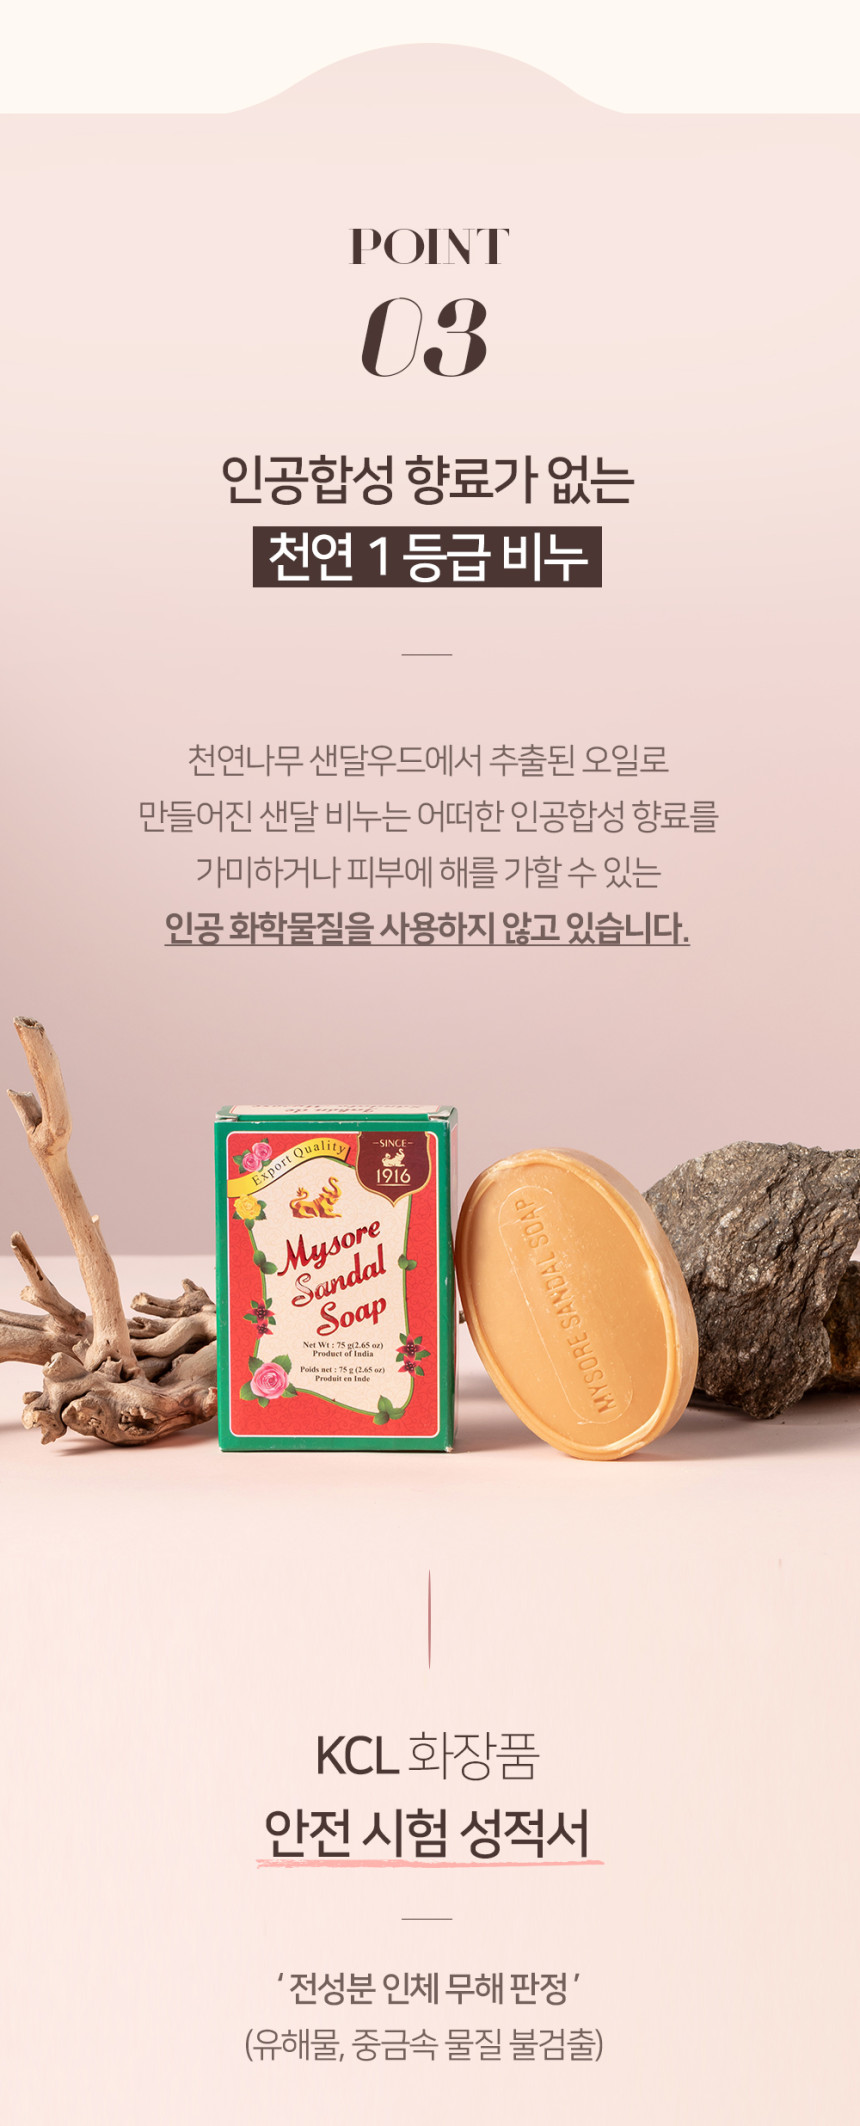 POINT
03
인공합성 향료가 없는
천연 1 등급 비누
천연나무 샌달우드에서 추출된 오일로
만들어진 샌달 비누는 어떠한 인공합성 향료를
가미하거나 피부에 해를 가할 수 있는
인공 화학물질을 사용하지 않고 있습니다.
Export Quality
-SINCE-
1916
Mysore
Sandal
Soap
Net Wt : 75 g(2.65 oz)
Product of India
Poids net : 75 g (2.65 oz)
Produit en Inde
MYSORE SANDAL SOAP
KCL 화장품
안전 시험 성적서
‘ 전성분 인체 무해 판정 ’
(유해물, 중금속 물질 불검출)